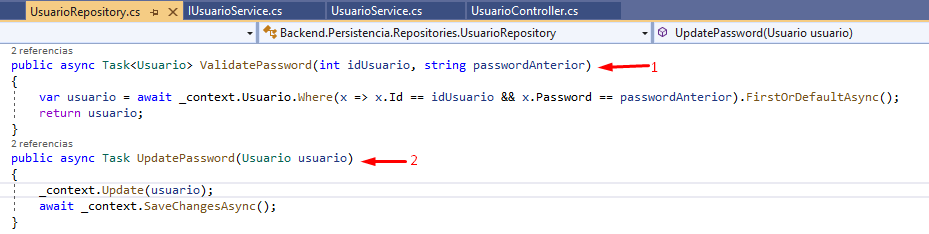 UsuarioRepository.cs IUsuarioService.cs UsuarioService.cs UsuarioController.cs
Backend.Persistencia.Repositories.UsuarioRepository UpdatePassword(Usuario usuario)
2 referencias
public async Task<Usuario> ValidatePassword(int idUsuario, string passwordAnterior) 1
{
var usuario = await _context.Usuario.Where(x => x.Id == idUsuario && x.Password == passwordAnterior).FirstOrDefaultAsync();
return usuario;
}
2 referencias
public async Task UpdatePassword(Usuario usuario) 2
{
_context.Update(usuario);
await _context.SaveChangesAsync();
}